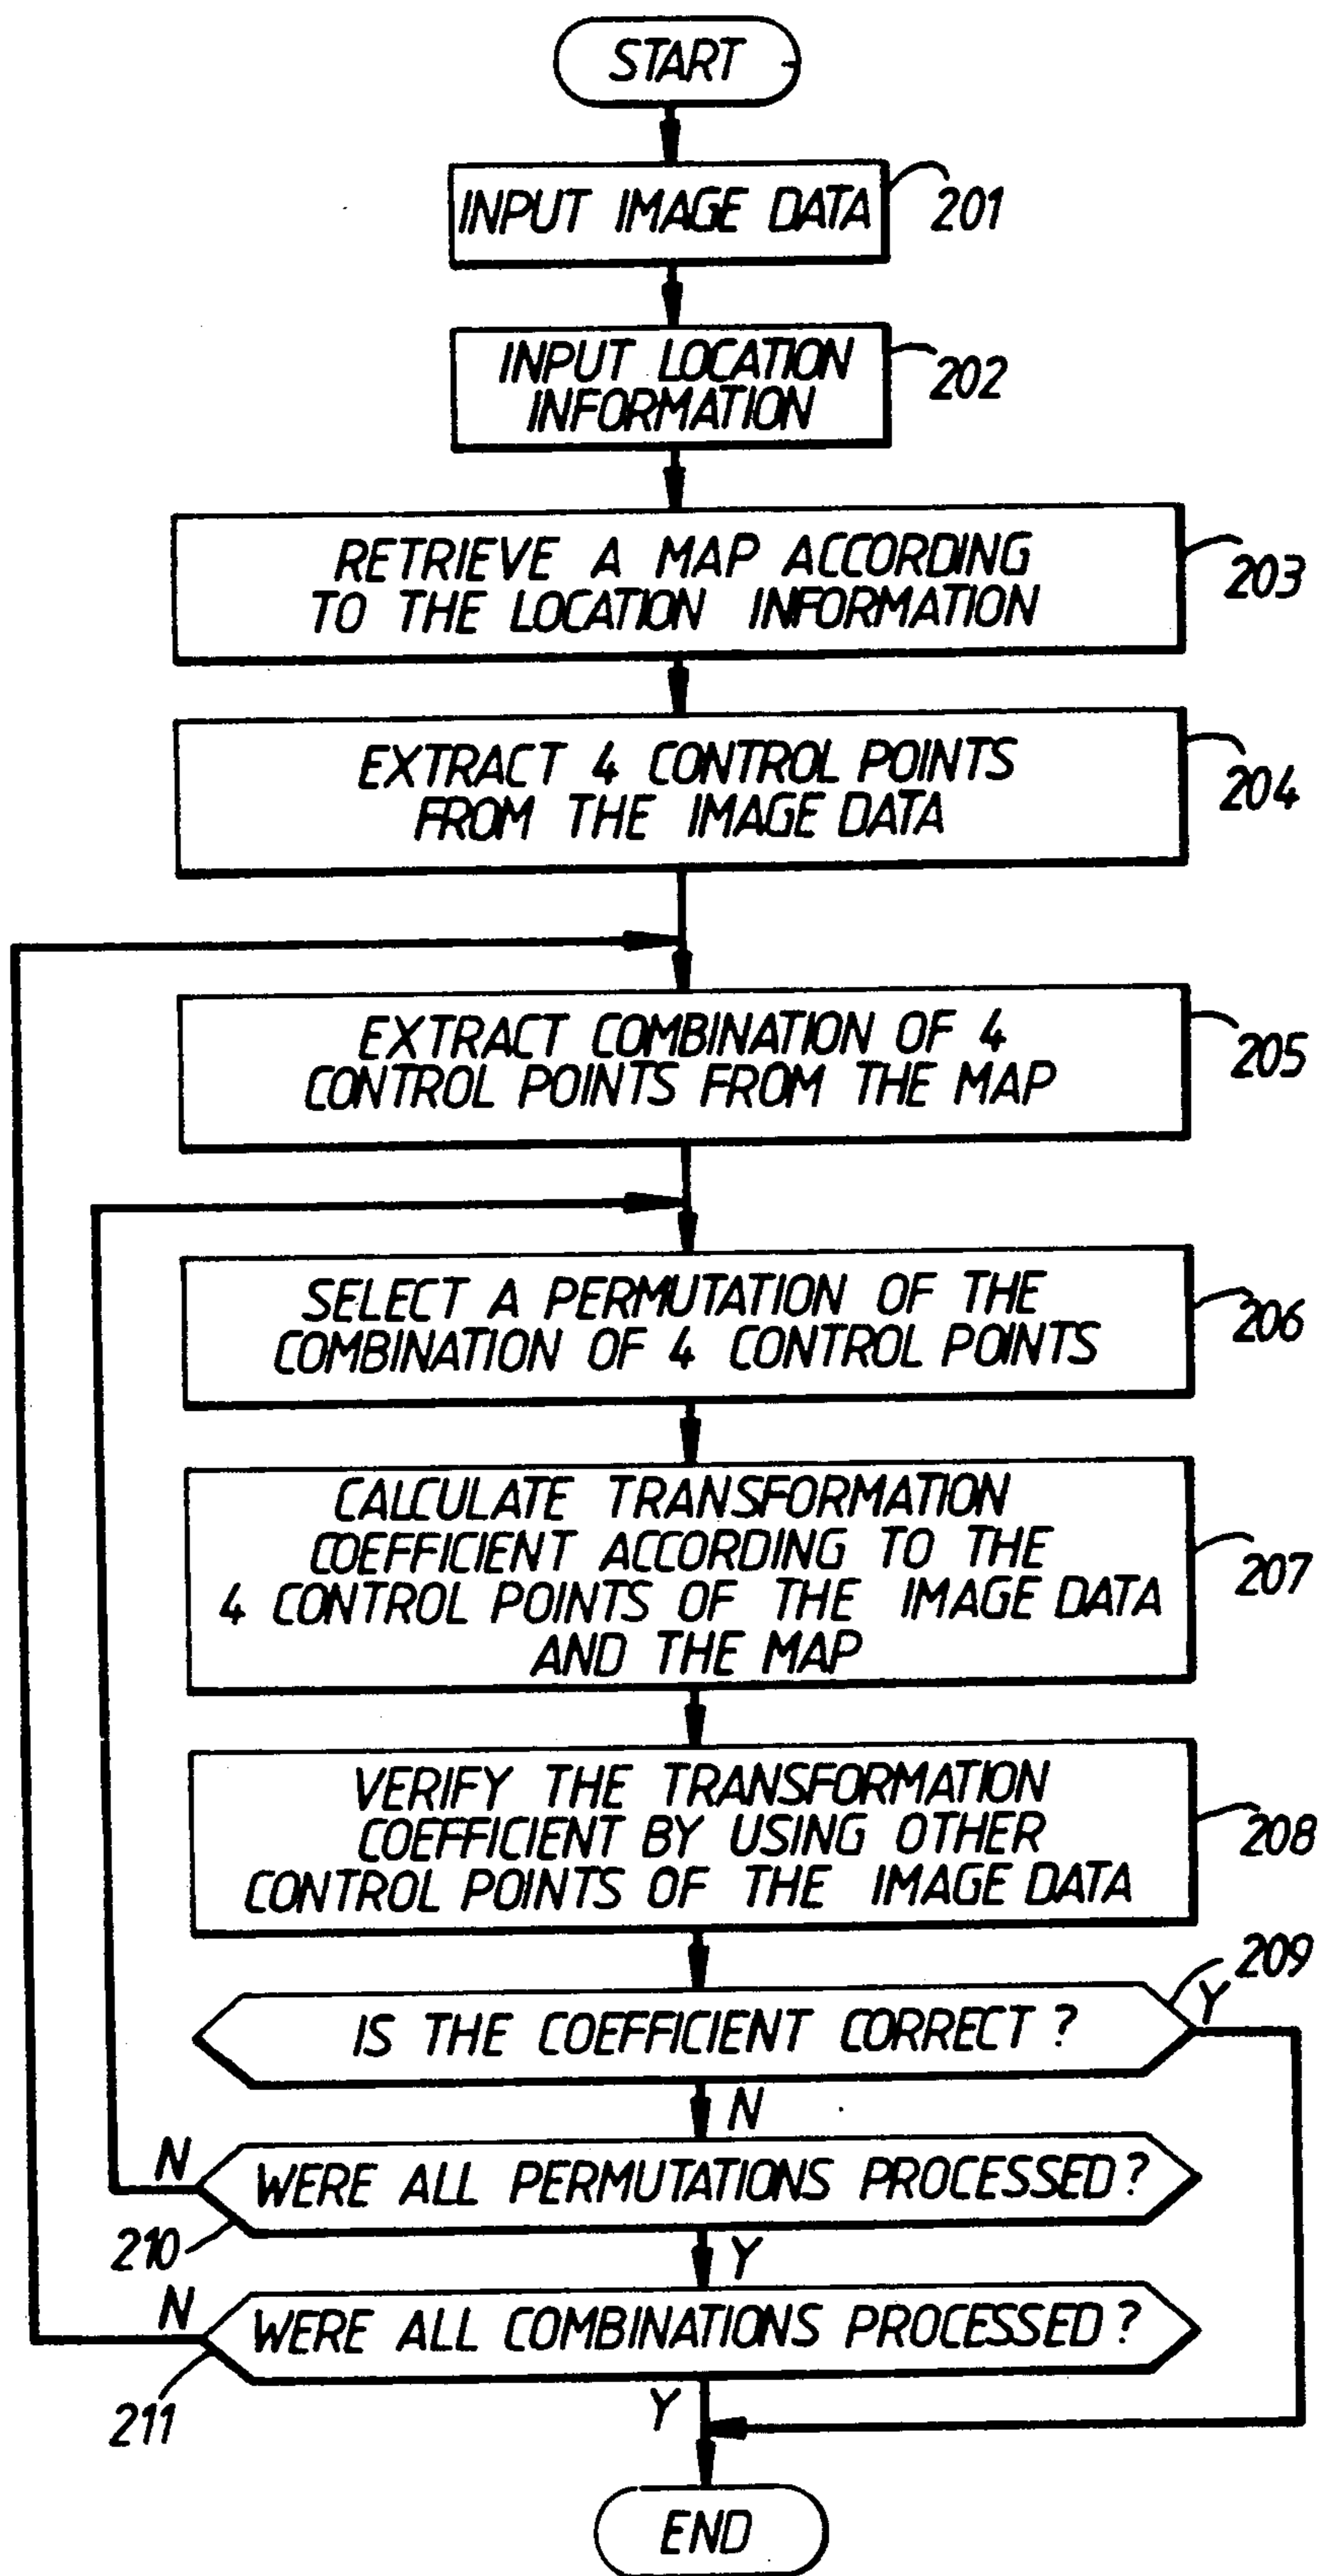 START
INPUT IMAGE DATA
201
INPUT LOCATION
INFORMATION
202
RETRIEVE A MAP ACCORDING
TO THE LOCATION INFORMATION
203
EXTRACT 4 CONTROL POINTS
FROM THE IMAGE DATA
204
EXTRACT COMBINATION OF 4
CONTROL POINTS FROM THE MAP
205
SELECT A PERMUTATION OF THE
COMBINATION OF 4 CONTROL POINTS
206
CALCULATE TRANSFORMATION
COEFFICIENT ACCORDING TO THE
4 CONTROL POINTS OF THE IMAGE DATA
AND THE MAP
207
VERIFY THE TRANSFORMATION
COEFFICIENT BY USING OTHER
CONTROL POINTS OF THE IMAGE DATA
208
209
Y
IS THE COEFFICIENT CORRECT ?
N
N
WERE ALL PERMUTATIONS PROCESSED ?
210
Y
N
WERE ALL COMBINATIONS PROCESSED ?
211
Y
END